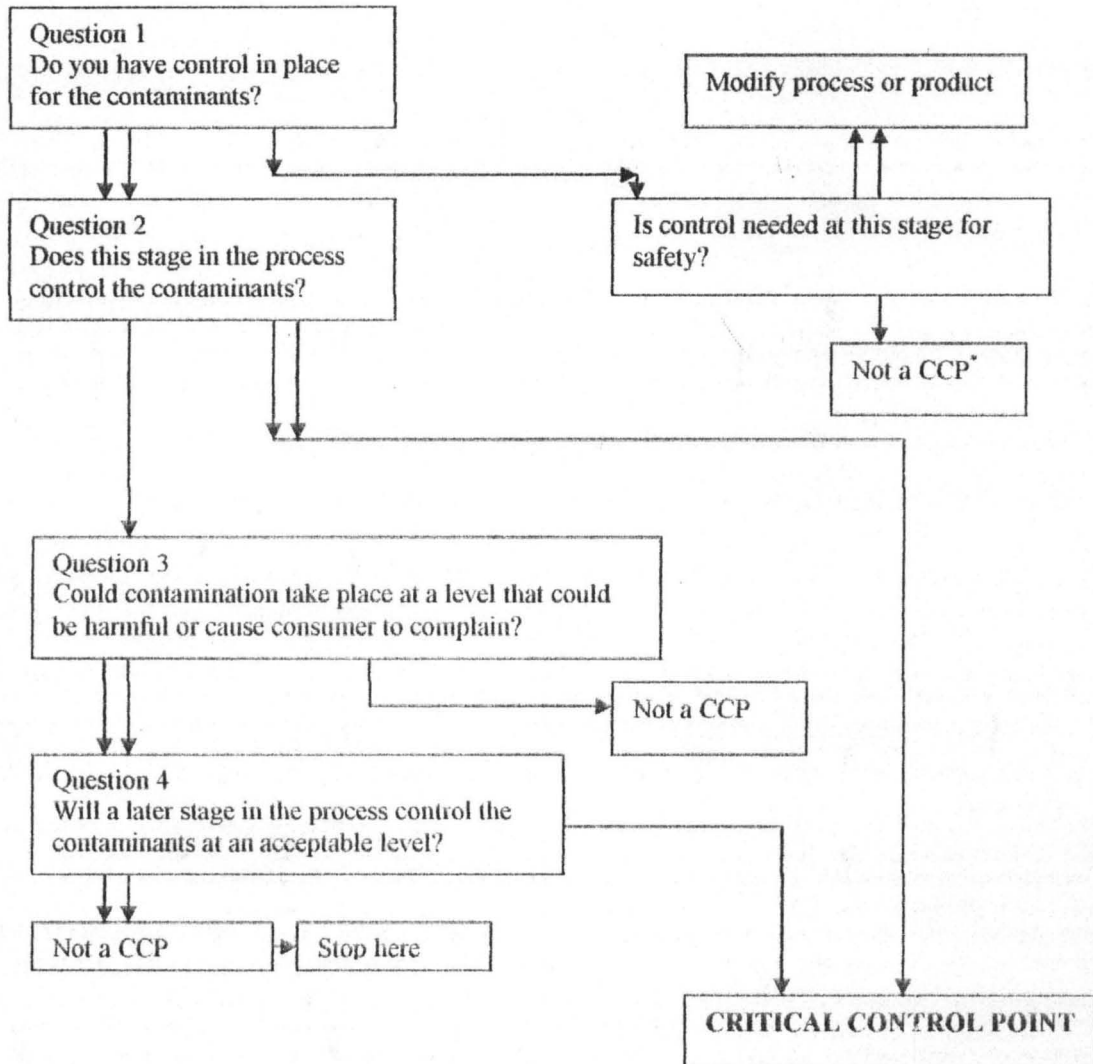 Question 1
Do you have control in place
for the contaminants?
Modify process or product
Question 2
Does this stage in the process
control the contaminants?
Is control needed at this stage for
safety?
Not a CCP*
Question 3
Could contamination take place at a level that could
be harmful or cause consumer to complain?
Not a CCP
Question 4
Will a later stage in the process control the
contaminants at an acceptable level?
Not a CCP
Stop here
CRITICAL CONTROL POINT